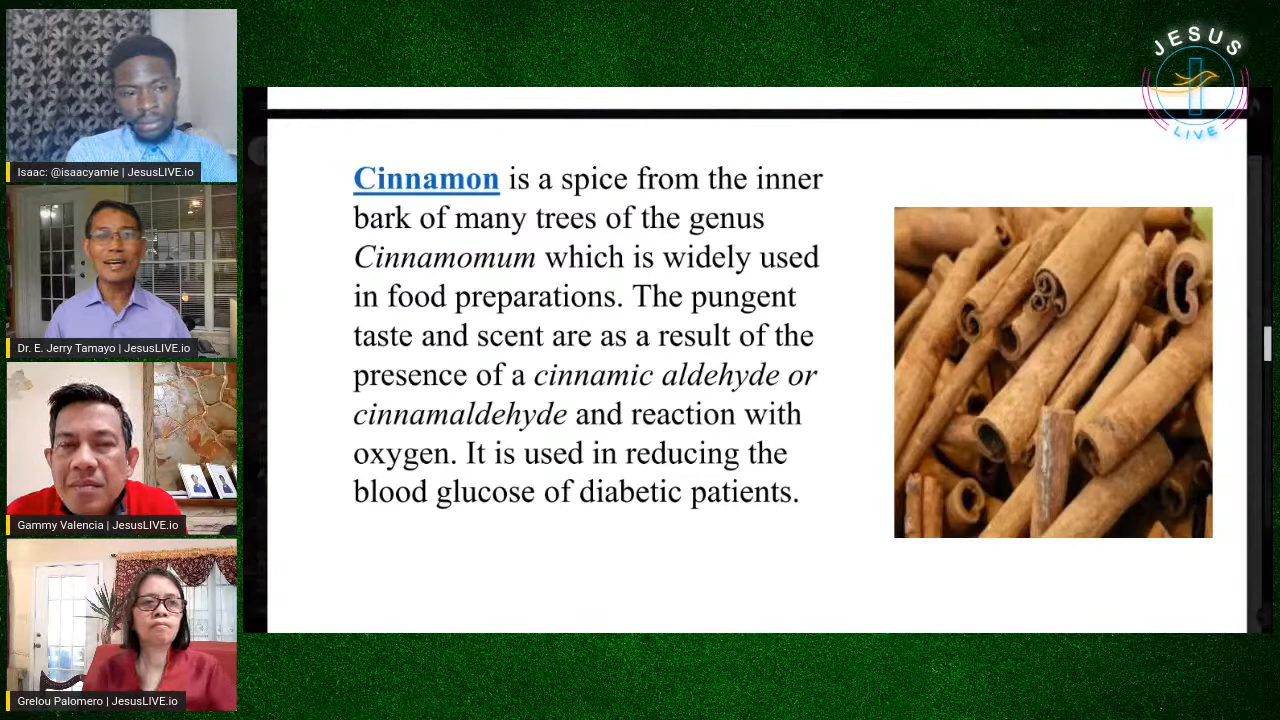 JESUS
LIVE
Isaac: @isaacyamie | JesusLIVE.io
Dr. E. Jerry Tamayo | JesusLIVE.io
Gammy Valencia | JesusLIVE.io
Grelou Palomero | JesusLIVE.io
Cinnamon is a spice from the inner
bark of many trees of the genus
Cinnamomum which is widely used
in food preparations. The pungent
taste and scent are as a result of the
presence of a cinnamic aldehyde or
cinnamaldehyde and reaction with
oxygen. It is used in reducing the
blood glucose of diabetic patients.